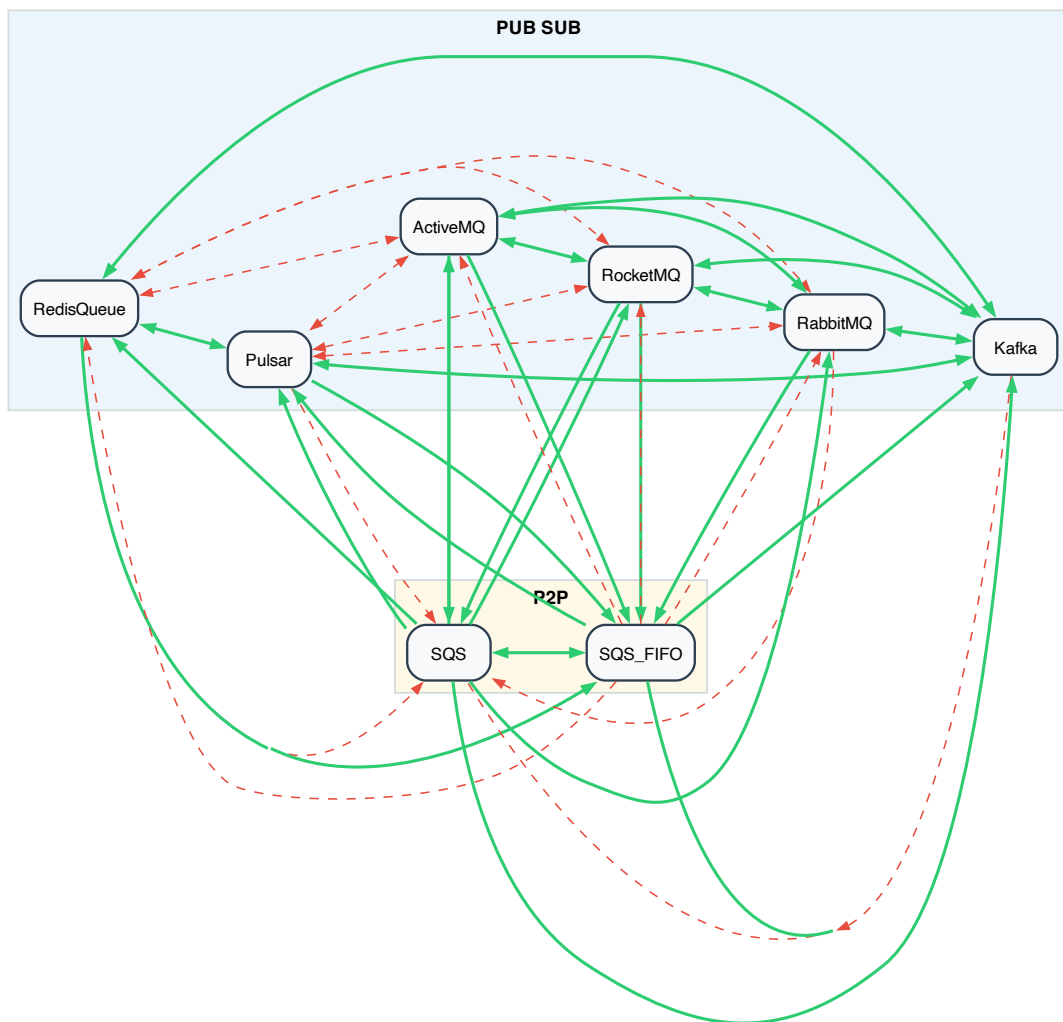 PUB SUB
ActiveMQ
RocketMQ
RedisQueue
RabbitMQ
Kafka
Pulsar
P2P
SQS
SQS_FIFO